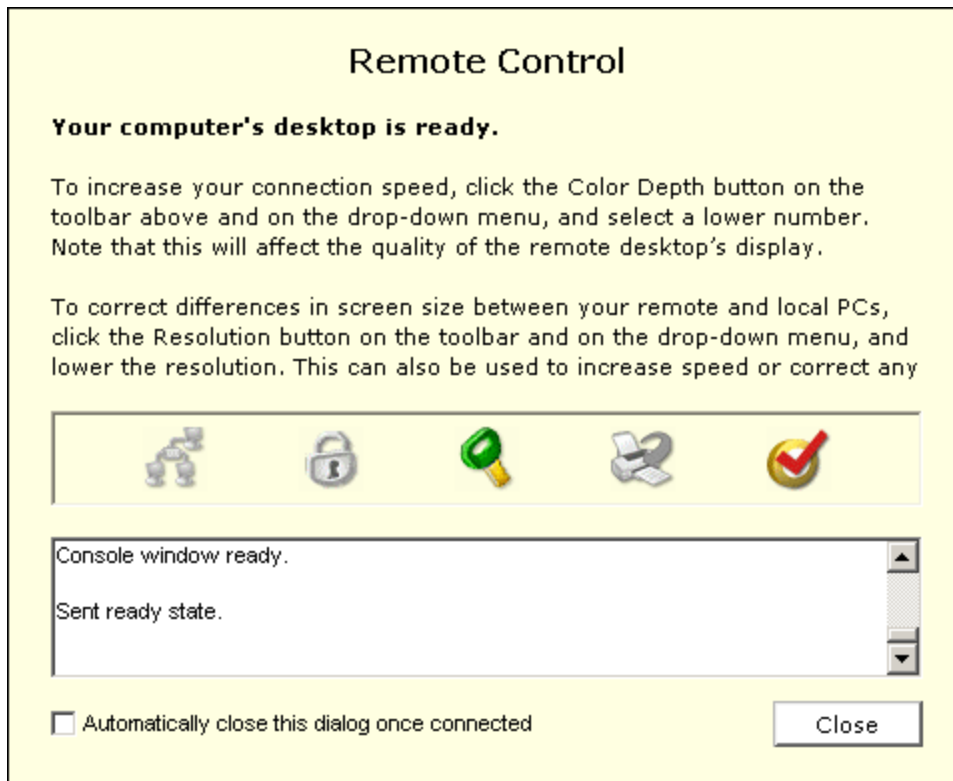 Remote Control
Your computer's desktop is ready.
To increase your connection speed, click the Color Depth button on the
toolbar above and on the drop-down menu, and select a lower number.
Note that this will affect the quality of the remote desktop’s display.
To correct differences in screen size between your remote and local PCs,
click the Resolution button on the toolbar and on the drop-down menu, and
lower the resolution. This can also be used to increase speed or correct any
Console window ready.
Sent ready state.
Automatically close this dialog once connected
Close